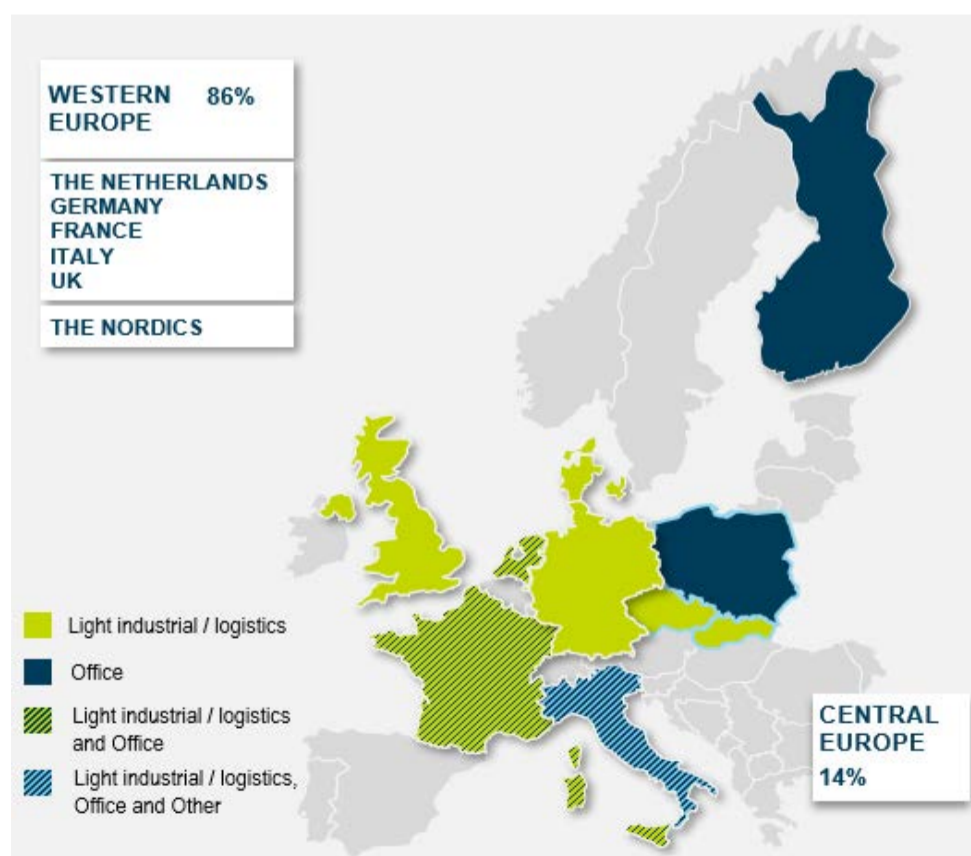 WESTERN 86%
EUROPE
THE NETHERLANDS
GERMANY
FRANCE
ITALY
UK
THE NORDICS
Light industrial / logistics
Office
Light industrial / logistics
and Office
Light industrial / logistics,
Office and Other
CENTRAL
EUROPE
14%